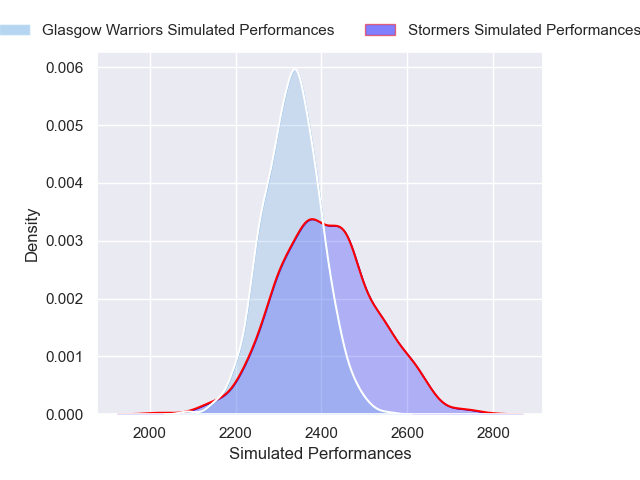 Glasgow Warriors Simulated Performances Stormers Simulated Performances
0.006
0.005
0.004
0.003
0.002
0.001
0.000
Density
2000 2200 2400 2600 2800
Simulated Performances